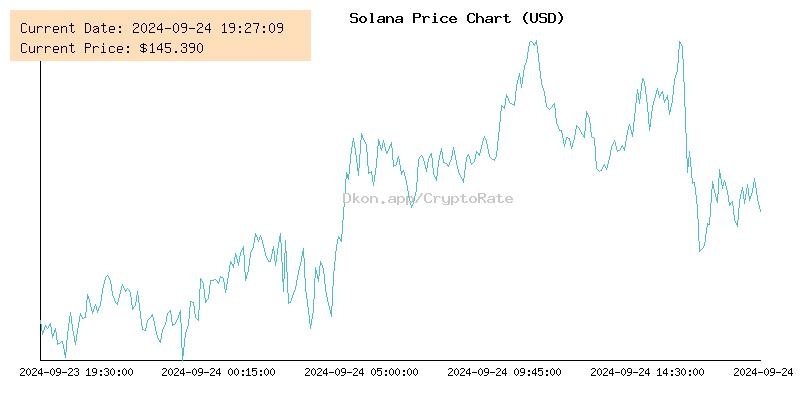 Solana Price Chart (USD)
Current Date: 2024-09-24 19:27:09
Current Price: $145.390
Dkon.app/CryptoRate
2024-09-23 19:30:00
2024-09-24 00:15:00
2024-09-24 05:00:00
2024-09-24 09:45:00
2024-09-24 14:30:00
2024-09-24